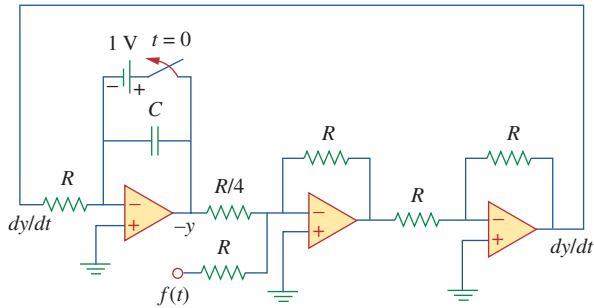 1 V
t = 0
− +
C
R
R
R
R
R/4
R
− +
− +
− +
dy/dt
−y
R
f(t)
dy/dt